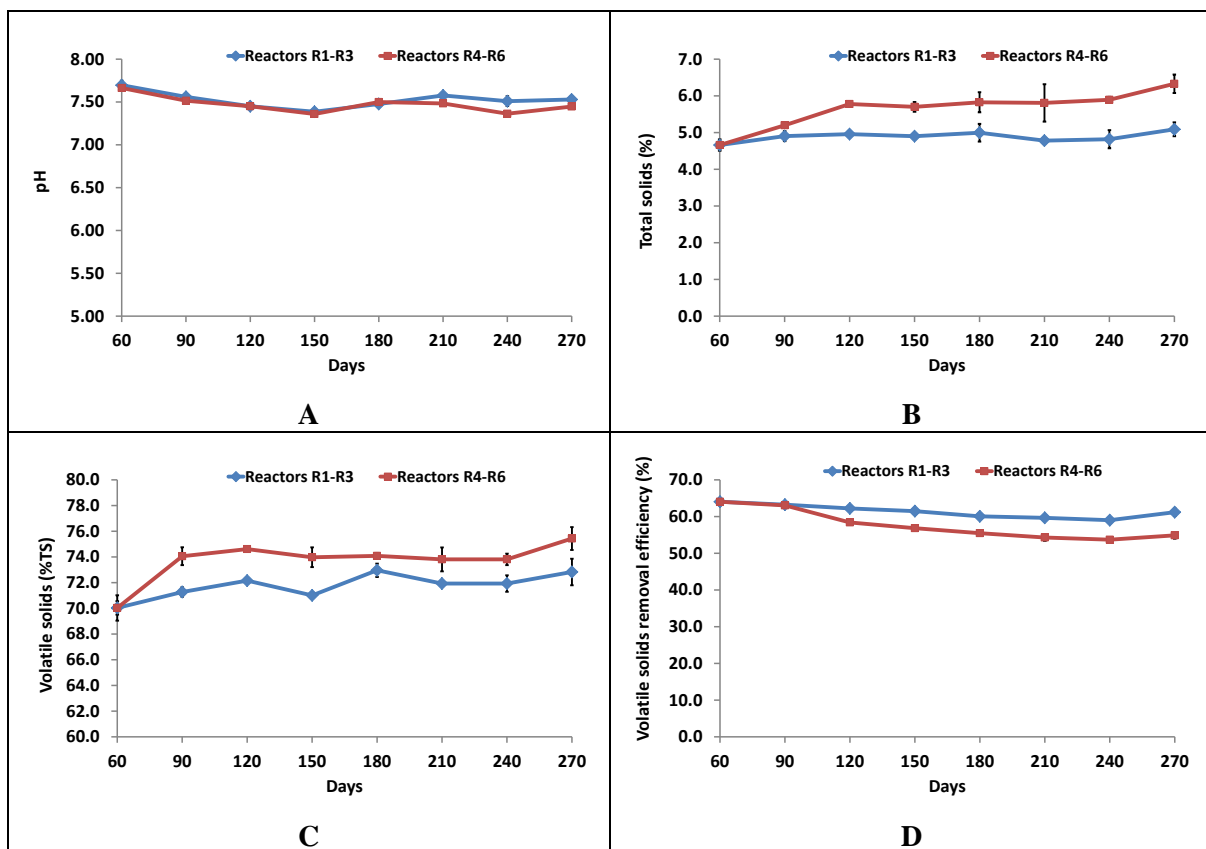 Reactors R1-R3 Reactors R4-R6
8.00
7.50
7.00
6.50
6.00
5.50
5.00
pH
60 90 120 150 180 210 240 270
Days
A
Reactors R1-R3 Reactors R4-R6
7.0
6.0
5.0
4.0
3.0
2.0
1.0
0.0
Total solids (%)
60 90 120 150 180 210 240 270
Days
B
Reactors R1-R3 Reactors R4-R6
80.0
78.0
76.0
74.0
72.0
70.0
68.0
66.0
64.0
62.0
60.0
Volatile solids (%TS)
60 90 120 150 180 210 240 270
Days
C
Reactors R1-R3 Reactors R4-R6
70.0
60.0
50.0
40.0
30.0
20.0
10.0
0.0
Volatile solids removal efficiency (%)
60 90 120 150 180 210 240 270
Days
D